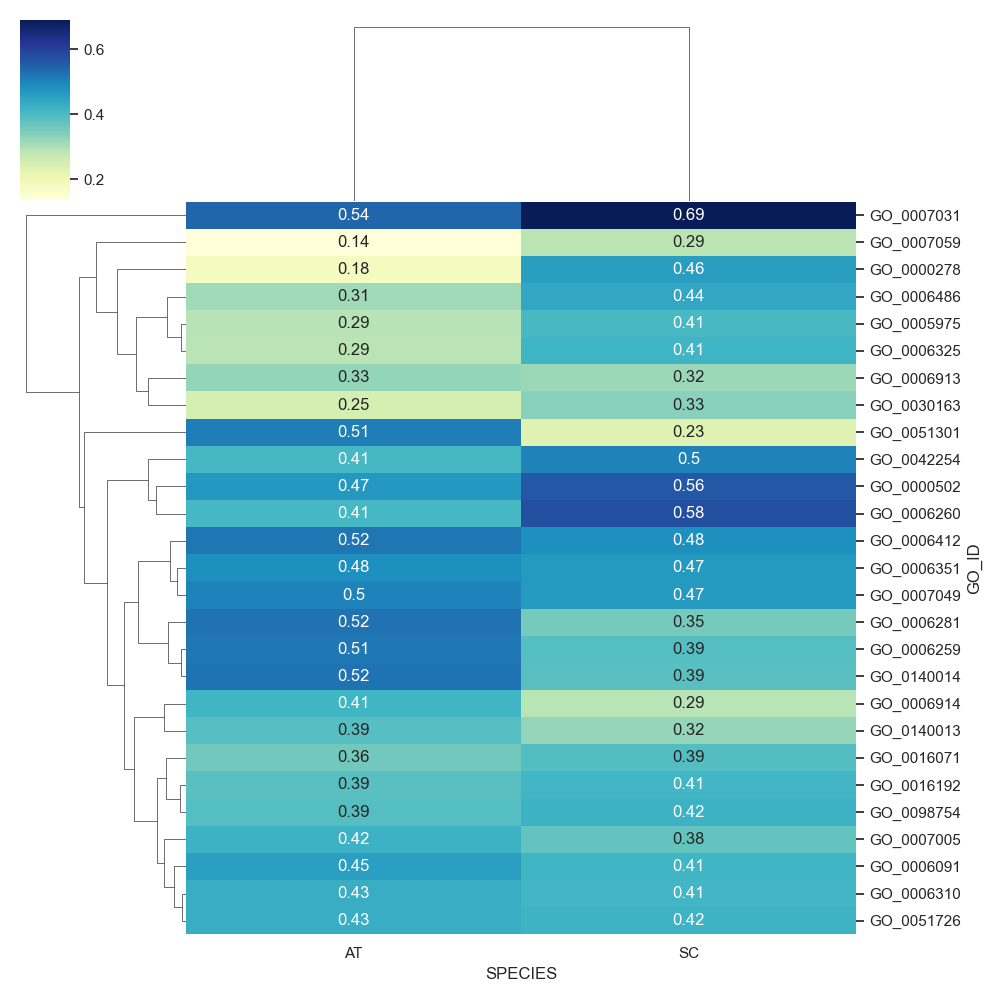 0.6
0.4
0.2
0.54 0.69 GO_0007031
0.14 0.29 GO_0007059
0.18 0.46 GO_0000278
0.31 0.44 GO_0006486
0.29 0.41 GO_0005975
0.29 0.41 GO_0006325
0.33 0.32 GO_0006913
0.25 0.33 GO_0030163
0.51 0.23 GO_0051301
0.41 0.5 GO_0042254
0.47 0.56 GO_0000502
0.41 0.58 GO_0006260
0.52 0.48 GO_0006412
0.48 0.47 GO_0006351
0.5 0.47 GO_0007049
0.52 0.35 GO_0006281
0.51 0.39 GO_0006259
0.52 0.39 GO_0140014
0.41 0.29 GO_0006914
0.39 0.32 GO_0140013
0.36 0.39 GO_0016071
0.39 0.41 GO_0016192
0.39 0.42 GO_0098754
0.42 0.38 GO_0007005
0.45 0.41 GO_0006091
0.43 0.41 GO_0006310
0.43 0.42 GO_0051726
GO_ID
AT SC
SPECIES